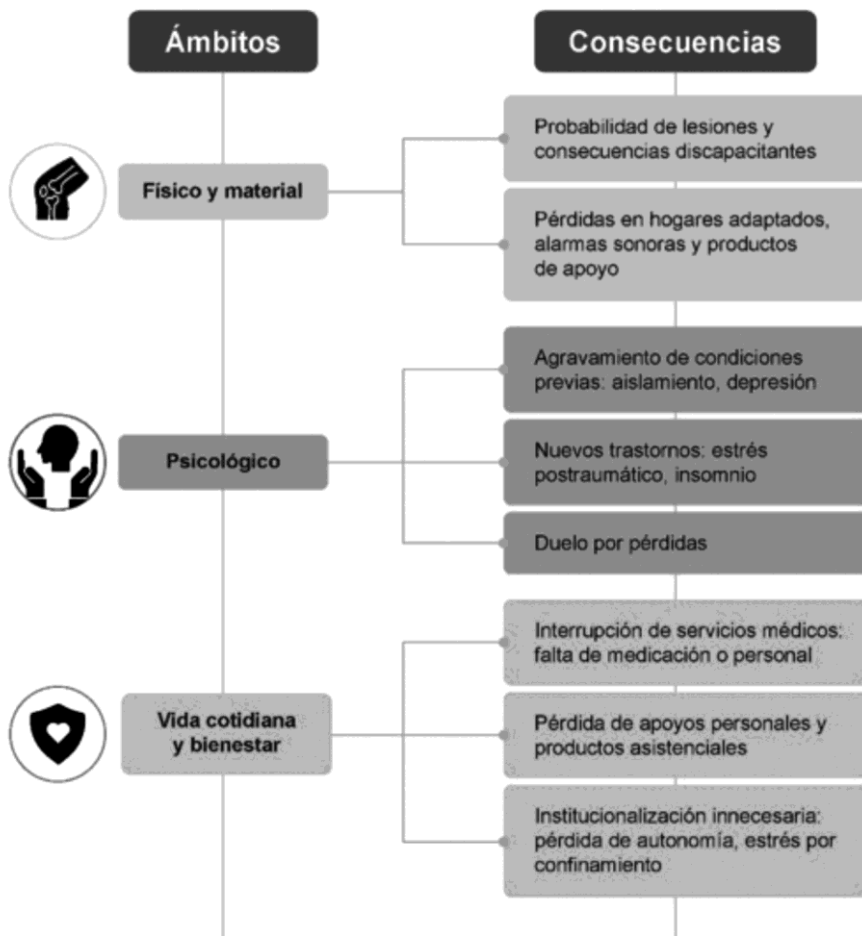 Ámbitos
Consecuencias
Físico y material
Probabilidad de lesiones y
consecuencias discapacitantes
Pérdidas en hogares adaptados,
alarmas sonoras y productos
de apoyo
Psicológico
Agravamiento de condiciones
previas: aislamiento, depresión
Nuevos trastornos: estrés
postraumático, insomnio
Duelo por pérdidas
Vida cotidiana
y bienestar
Interrupción de servicios médicos:
falta de medicación o personal
Pérdida de apoyos personales y
productos asistenciales
Institucionalización innecesaria:
pérdida de autonomía, estrés por
confinamiento